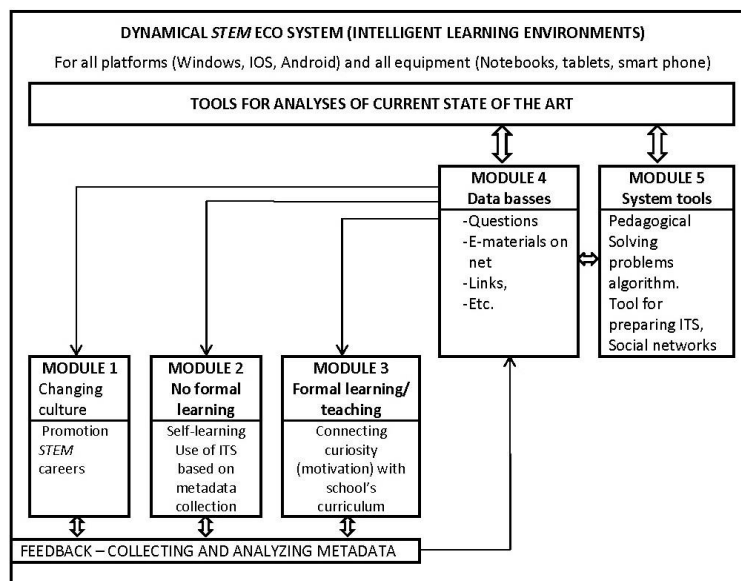 DYNAMICAL STEM ECO SYSTEM (INTELLIGENT LEARNING ENVIRONMENTS)
For all platforms (Windows, IOS, Android) and all equipment (Notebooks, tablets, smart phone)
TOOLS FOR ANALYSES OF CURRENT STATE OF THE ART
MODULE 4
Data basses
-Questions
-E-materials on
net
-Links,
-Etc.
MODULE 5
System tools
Pedagogical
Solving
problems
algorithm.
Tool for
preparing ITS,
Social networks
MODULE 1
Changing
culture
Promotion
STEM
careers
MODULE 2
No formal
learning
Self-learning
Use of ITS
based on
metadata
collection
MODULE 3
Formal learning/
teaching
Connecting
curiosity
(motivation) with
school's
curriculum
FEEDBACK – COLLECTING AND ANALYZING METADATA